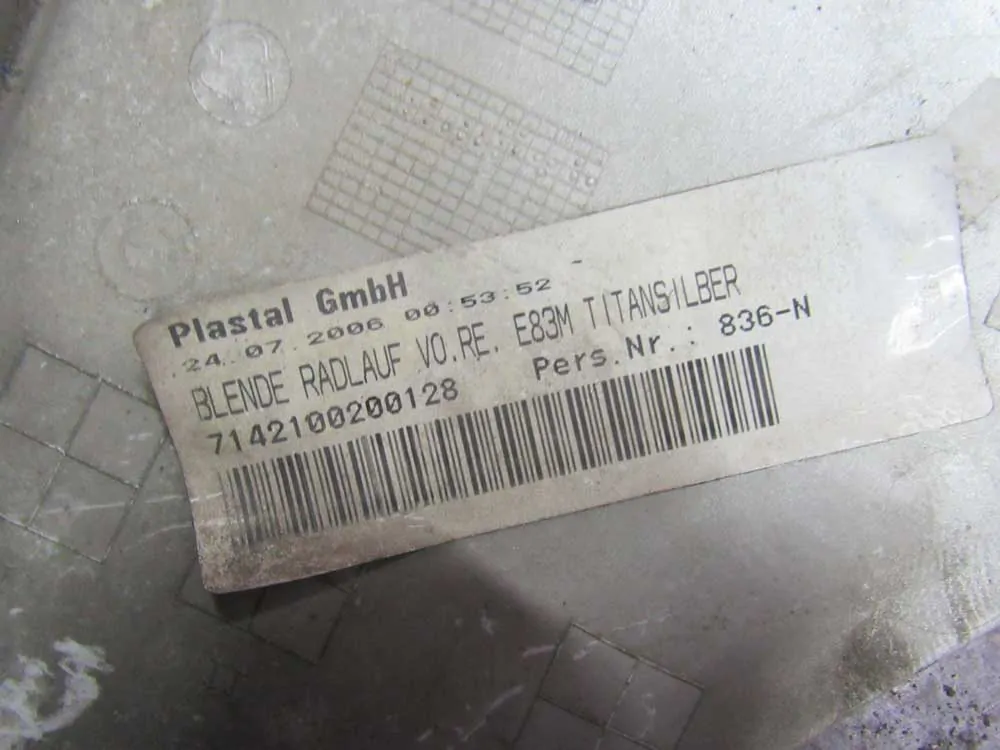 Plastal GmbH
24.07.2006 00:53:52 -
BLENDE RADLAUF VO.RE. E83M TITANSILBER
7142100200128 Pers.Nr.: 836-N